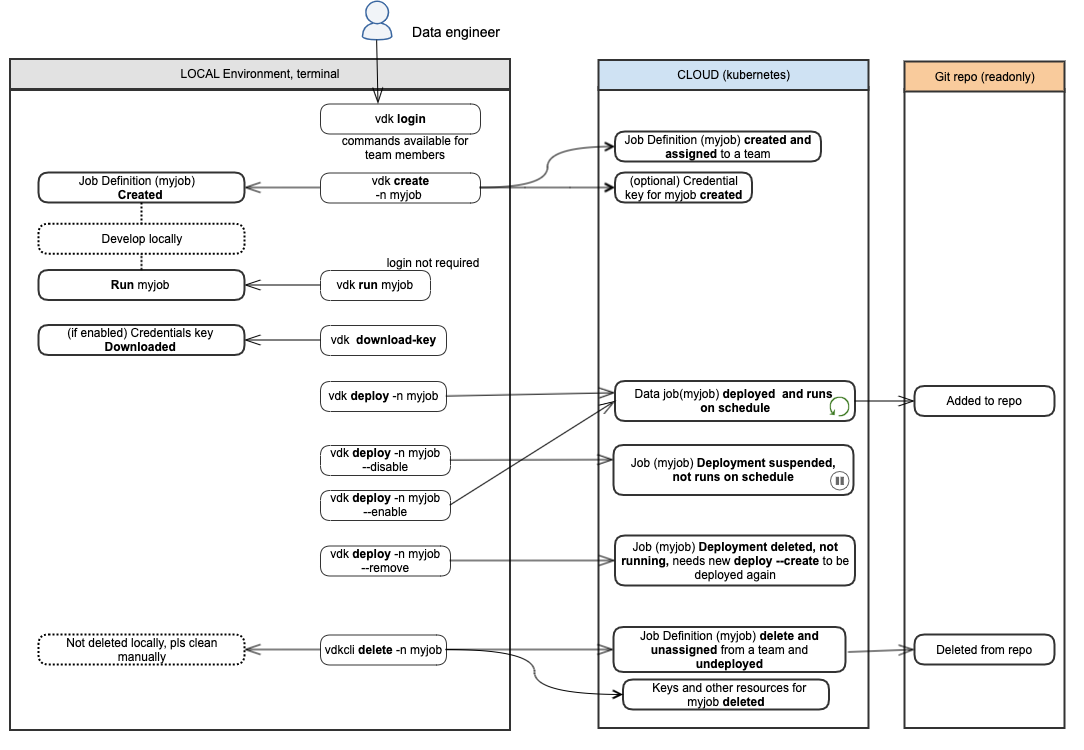 Data engineer
LOCAL Environment, terminal
CLOUD (kubernetes)
Git repo (readonly)
vdk login
commands available for
team members
Job Definition (myjob) created and
assigned to a team
Job Definition (myjob)
Created
vdk create
-n myjob
(optional) Credential
key for myjob created
Develop locally
login not required
Run myjob
vdk run myjob
(if enabled) Credentials key
Downloaded
vdk download-key
vdk deploy -n myjob
Data job(myjob) deployed and runs
on schedule
Added to repo
vdk deploy -n myjob
--disable
Job (myjob) Deployment suspended,
not runs on schedule
vdk deploy -n myjob
--enable
vdk deploy -n myjob
--remove
Job (myjob) Deployment deleted, not
running, needs new deploy --create to be
deployed again
Not deleted locally, pls clean
manually
vdkcli delete -n myjob
Job Definition (myjob) delete and
unassigned from a team and
undeployed
Deleted from repo
Keys and other resources for
myjob deleted